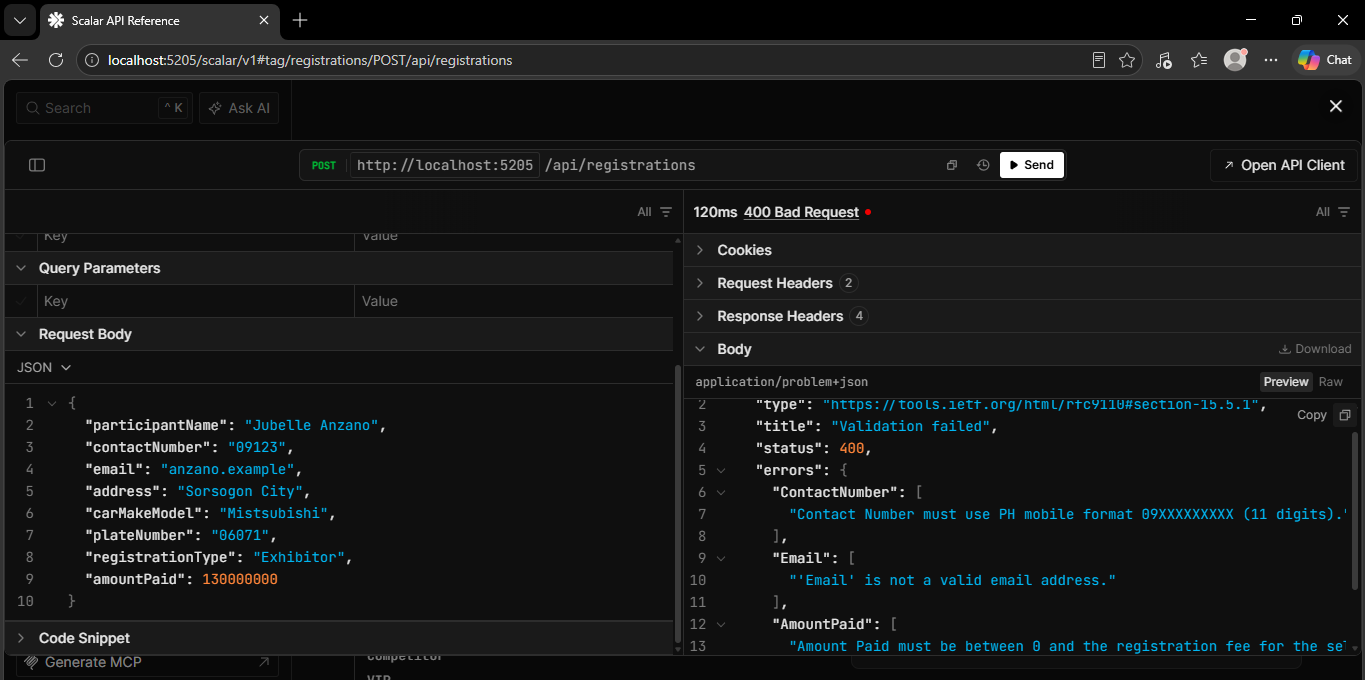 Scalar API Reference
localhost:5205/scalar/v1#tag/registrations/POST/api/registrations
Chat
Search
^ K
Ask AI
POST
http://localhost:5205
/api/registrations
Send
Open API Client
All
Key
Value
Query Parameters
Key
Value
Request Body
JSON
1 {
2 "participantName": "Jubelle Anzano",
3 "contactNumber": "09123",
4 "email": "anzano.example",
5 "address": "Sorsogon City",
6 "carMakeModel": "Mistsubishi",
7 "plateNumber": "06071",
8 "registrationType": "Exhibitor",
9 "amountPaid": 130000000
10 }
Code Snippet
Generate MCP
Competitor
VIP
120ms 400 Bad Request
All
Cookies
Request Headers 2
Response Headers 4
Body
Download
application/problem+json
Preview
Raw
Copy
2 "type": "https://tools.ietf.org/html/rfc9110#section-15.5.1",
3 "title": "Validation failed",
4 "status": 400,
5 "errors": {
6 "ContactNumber": [
7 "Contact Number must use PH mobile format 09XXXXXXXXX (11 digits)."
8 ],
9 "Email": [
10 "'Email' is not a valid email address."
11 ],
12 "AmountPaid": [
13 "Amount Paid must be between 0 and the registration fee for the se